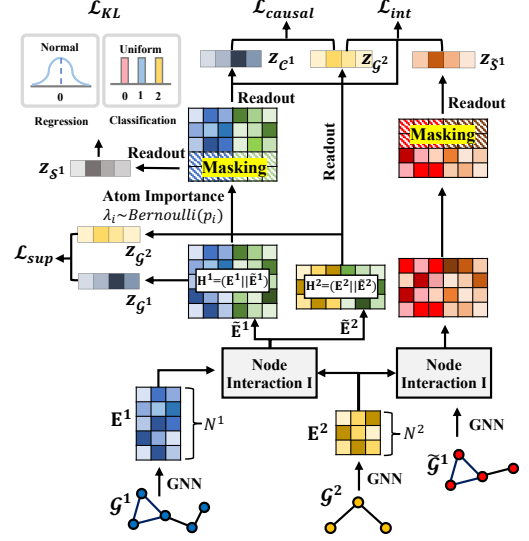 ℒ_KL
ℒ_causal
ℒ_int
Normal
0
Uniform
0 1 2
Regression
Classification
z_𝒞¹
z_𝒢²
z_𝒮̃¹
Readout
Readout
Readout
Masking
Masking
Readout
z_𝒮¹
Atom Importance
λ_i~Bernoulli(p_i)
ℒ_sup
z_𝒢²
z_𝒢¹
H¹=(E¹||Ẽ¹)
H²=(E²||Ẽ²)
Ẽ¹
Ẽ²
Node
Interaction I
Node
Interaction I
E¹
N¹
E²
N²
GNN
GNN
GNN
𝒢¹
𝒢²
𝒢̃¹